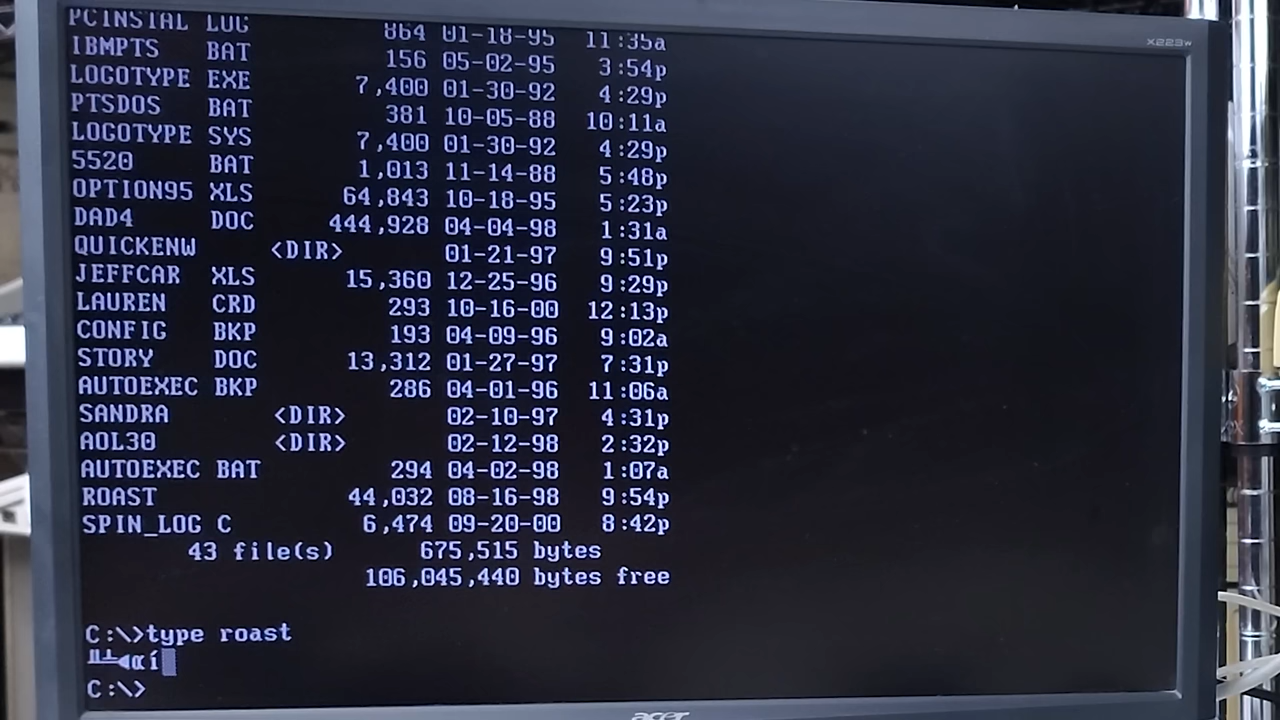 PCINSTAL LOG 864 01-18-95 11:35a
IBMPTS BAT 156 05-02-95 3:54p
LOGOTYPE EXE 7,400 01-30-92 4:29p
PTSDOS BAT 381 10-05-88 10:11a
LOGOTYPE SYS 7,400 01-30-92 4:29p
5520 BAT 1,013 11-14-88 5:48p
OPTION95 XLS 64,843 10-18-95 5:23p
DAD4 DOC 444,928 04-04-98 1:31a
QUICKENW <DIR> 01-21-97 9:51p
JEFFCAR XLS 15,360 12-25-96 9:29p
LAUREN CRD 293 10-16-00 12:13p
CONFIG BKP 193 04-09-96 9:02a
STORY DOC 13,312 01-27-97 7:31p
AUTOEXEC BKP 286 04-01-96 11:06a
SANDRA <DIR> 02-10-97 4:31p
AOL30 <DIR> 02-12-98 2:32p
AUTOEXEC BAT 294 04-02-98 1:07a
ROAST 44,032 08-16-98 9:54p
SPIN_LOG C 6,474 09-20-00 8:42p
43 file(s) 675,515 bytes
106,045,440 bytes free
C:\>type roast
╨╧◄αí▒
C:\>
acer
X223w